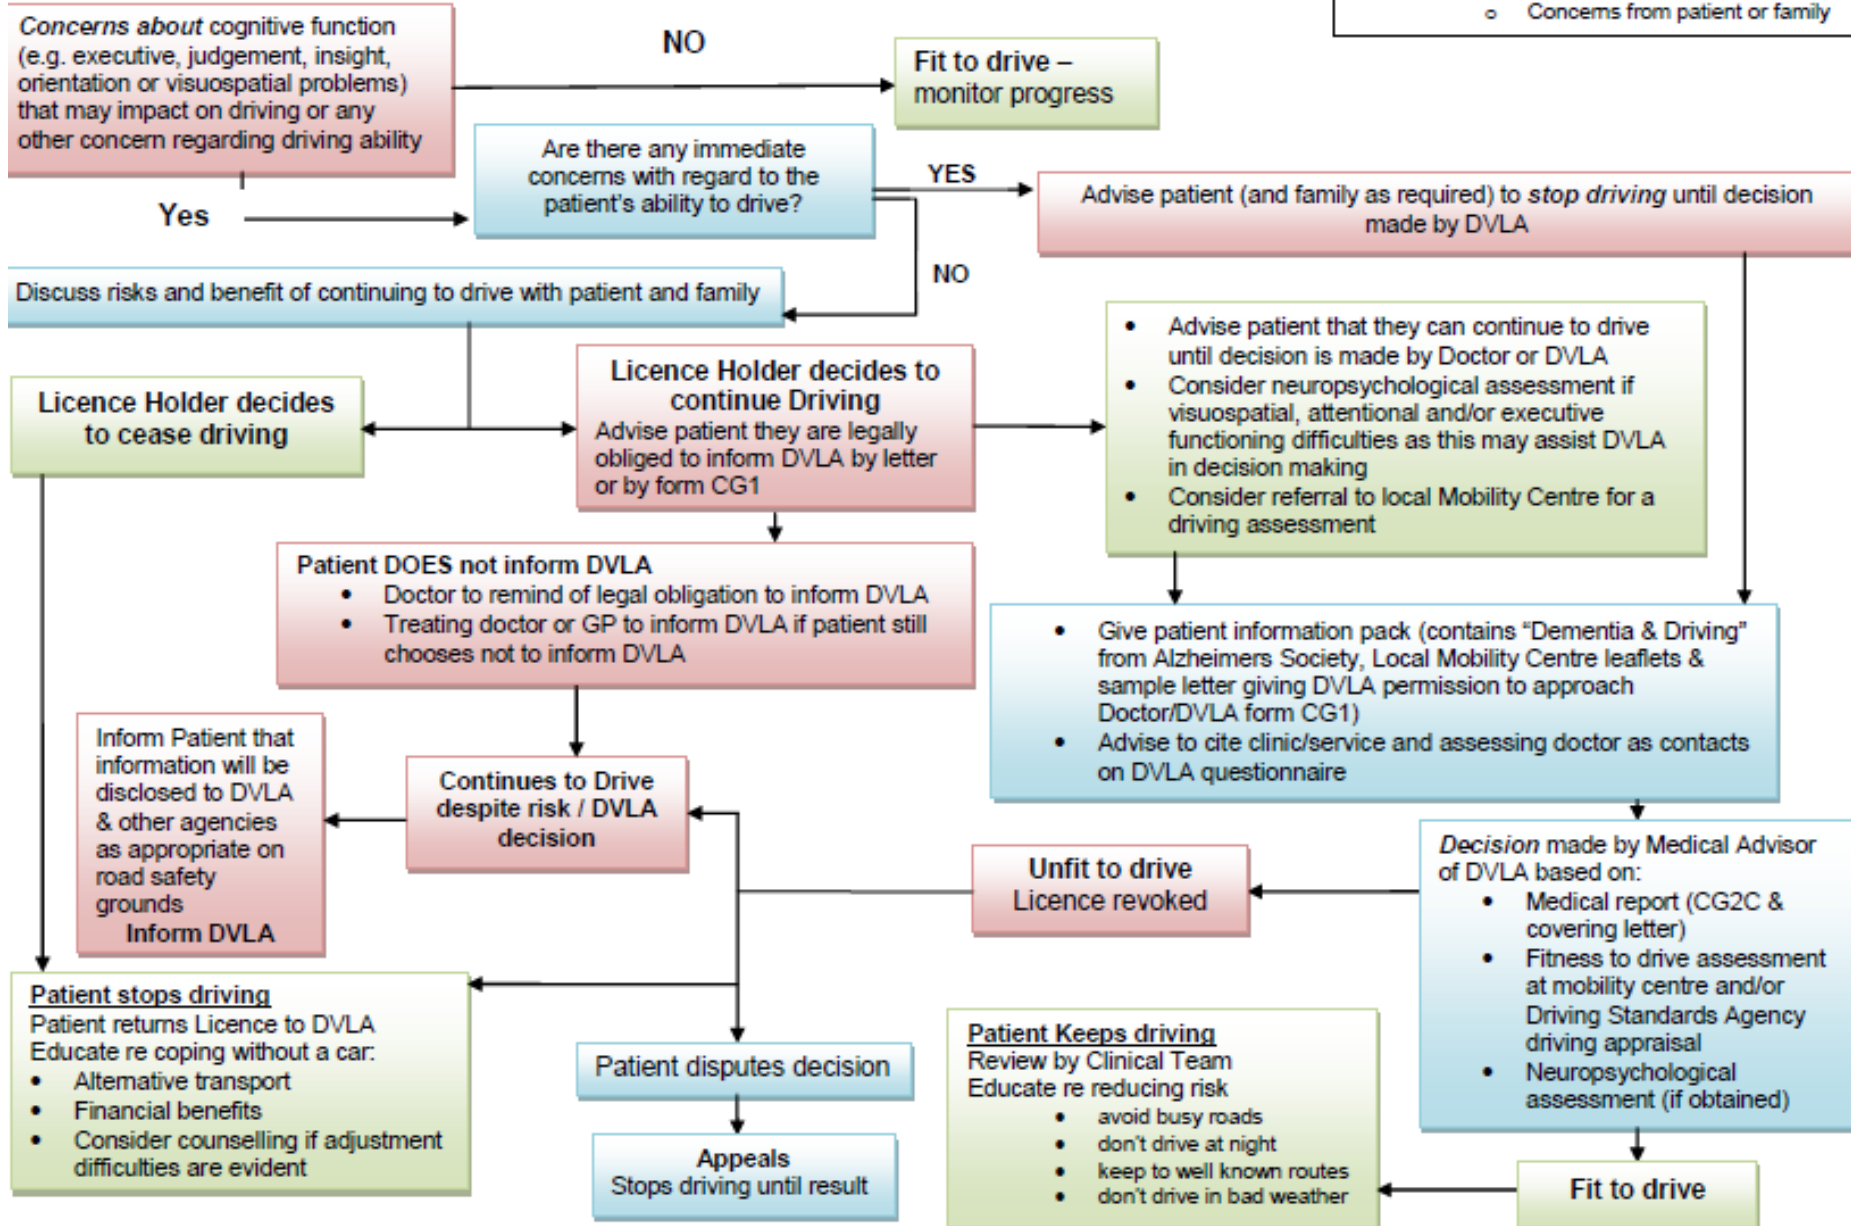 o Concerns from patient or family
Concerns about cognitive function
(e.g. executive, judgement, insight,
orientation or visuospatial problems)
that may impact on driving or any
other concern regarding driving ability
NO
Fit to drive –
monitor progress
Are there any immediate
concerns with regard to the
patient's ability to drive?
Yes
YES
Advise patient (and family as required) to stop driving until decision
made by DVLA
NO
Discuss risks and benefit of continuing to drive with patient and family
Licence Holder decides
to cease driving
Licence Holder decides to
continue Driving
Advise patient they are legally
obliged to inform DVLA by letter
or by form CG1
• Advise patient that they can continue to drive
until decision is made by Doctor or DVLA
• Consider neuropsychological assessment if
visuospatial, attentional and/or executive
functioning difficulties as this may assist DVLA
in decision making
• Consider referral to local Mobility Centre for a
driving assessment
Patient DOES not inform DVLA
• Doctor to remind of legal obligation to inform DVLA
• Treating doctor or GP to inform DVLA if patient still
chooses not to inform DVLA
• Give patient information pack (contains "Dementia & Driving"
from Alzheimers Society, Local Mobility Centre leaflets &
sample letter giving DVLA permission to approach
Doctor/DVLA form CG1)
• Advise to cite clinic/service and assessing doctor as contacts
on DVLA questionnaire
Inform Patient that
information will be
disclosed to DVLA
& other agencies
as appropriate on
road safety
grounds
Inform DVLA
Continues to Drive
despite risk / DVLA
decision
Unfit to drive
Licence revoked
Decision made by Medical Advisor
of DVLA based on:
• Medical report (CG2C &
covering letter)
• Fitness to drive assessment
at mobility centre and/or
Driving Standards Agency
driving appraisal
• Neuropsychological
assessment (if obtained)
Patient stops driving
Patient returns Licence to DVLA
Educate re coping without a car:
• Alternative transport
• Financial benefits
• Consider counselling if adjustment
difficulties are evident
Patient disputes decision
Appeals
Stops driving until result
Patient Keeps driving
Review by Clinical Team
Educate re reducing risk
• avoid busy roads
• don't drive at night
• keep to well known routes
• don't drive in bad weather
Fit to drive